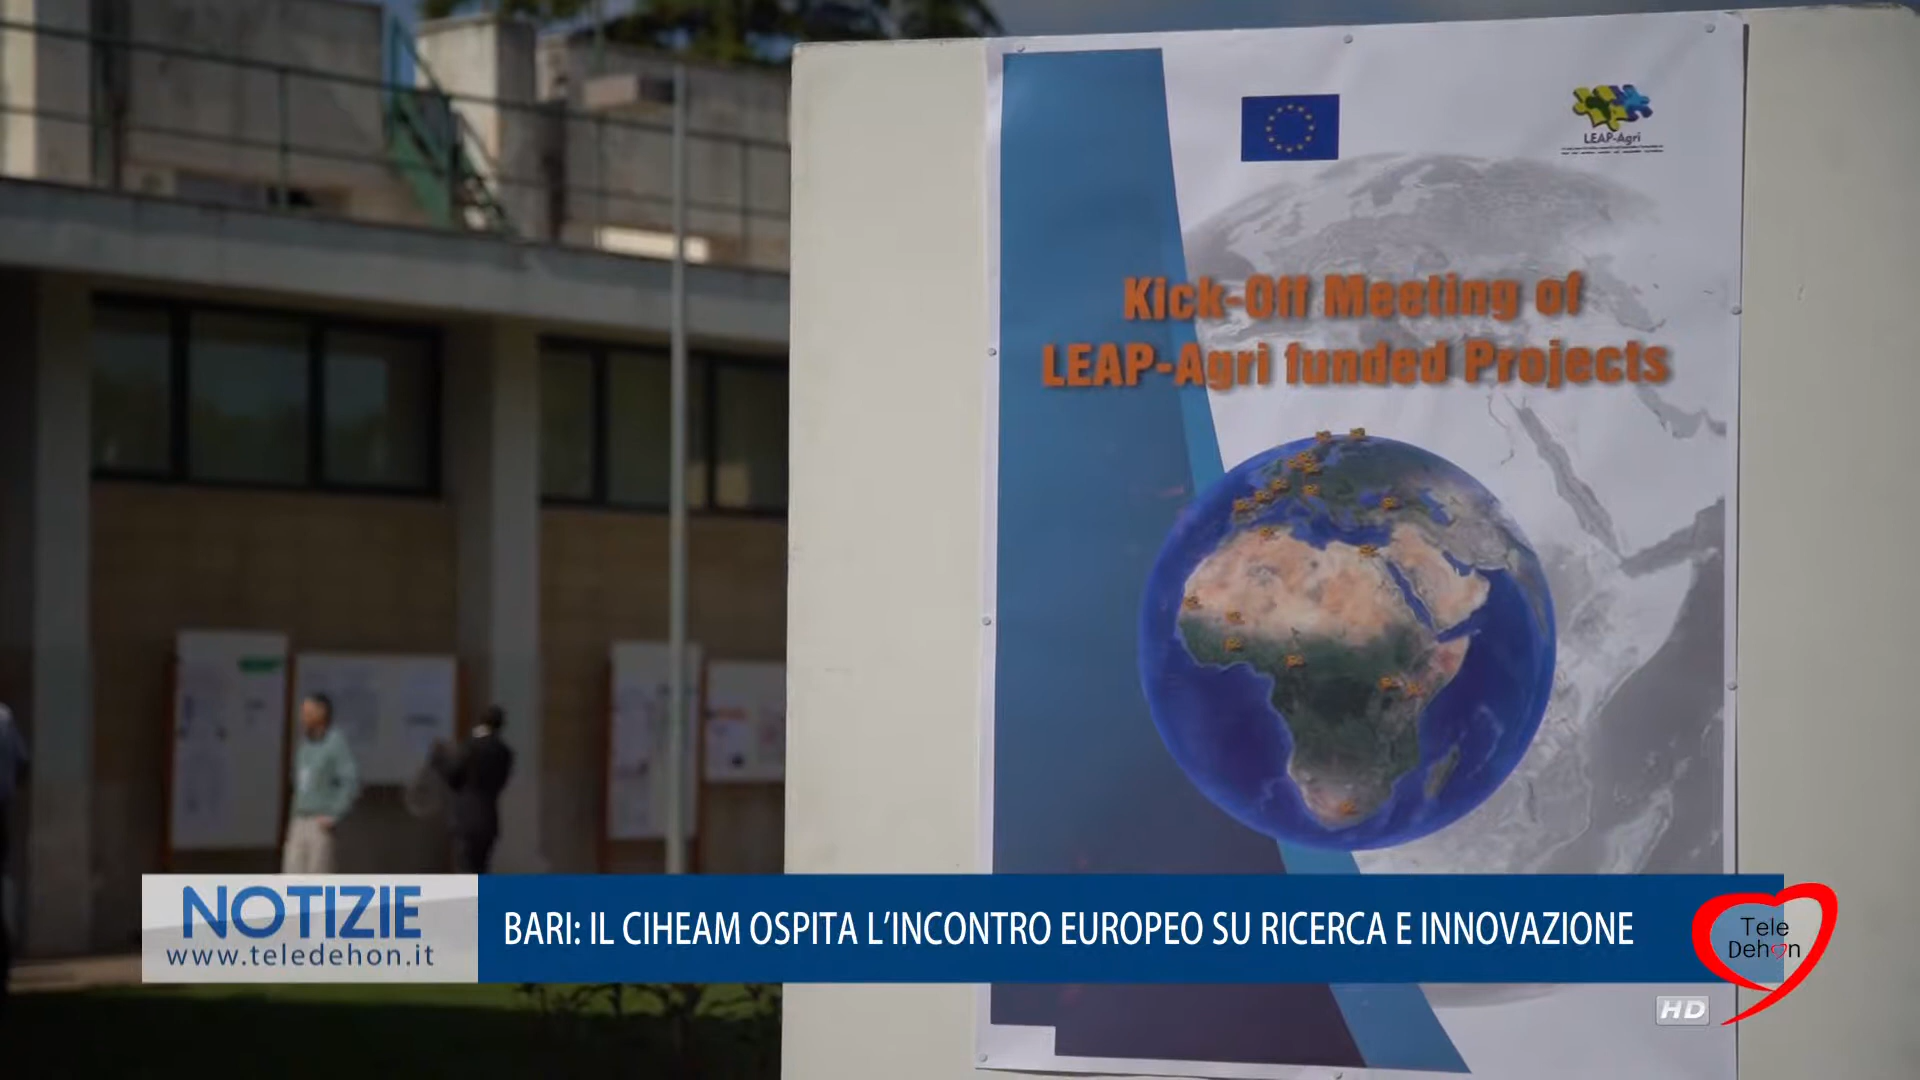 LEAP-Agri
Kick-Off Meeting of
LEAP-Agri funded Projects
NOTIZIE
www.teledehon.it
BARI: IL CIHEAM OSPITA L'INCONTRO EUROPEO SU RICERCA E INNOVAZIONE
Tele
Dehon
HD